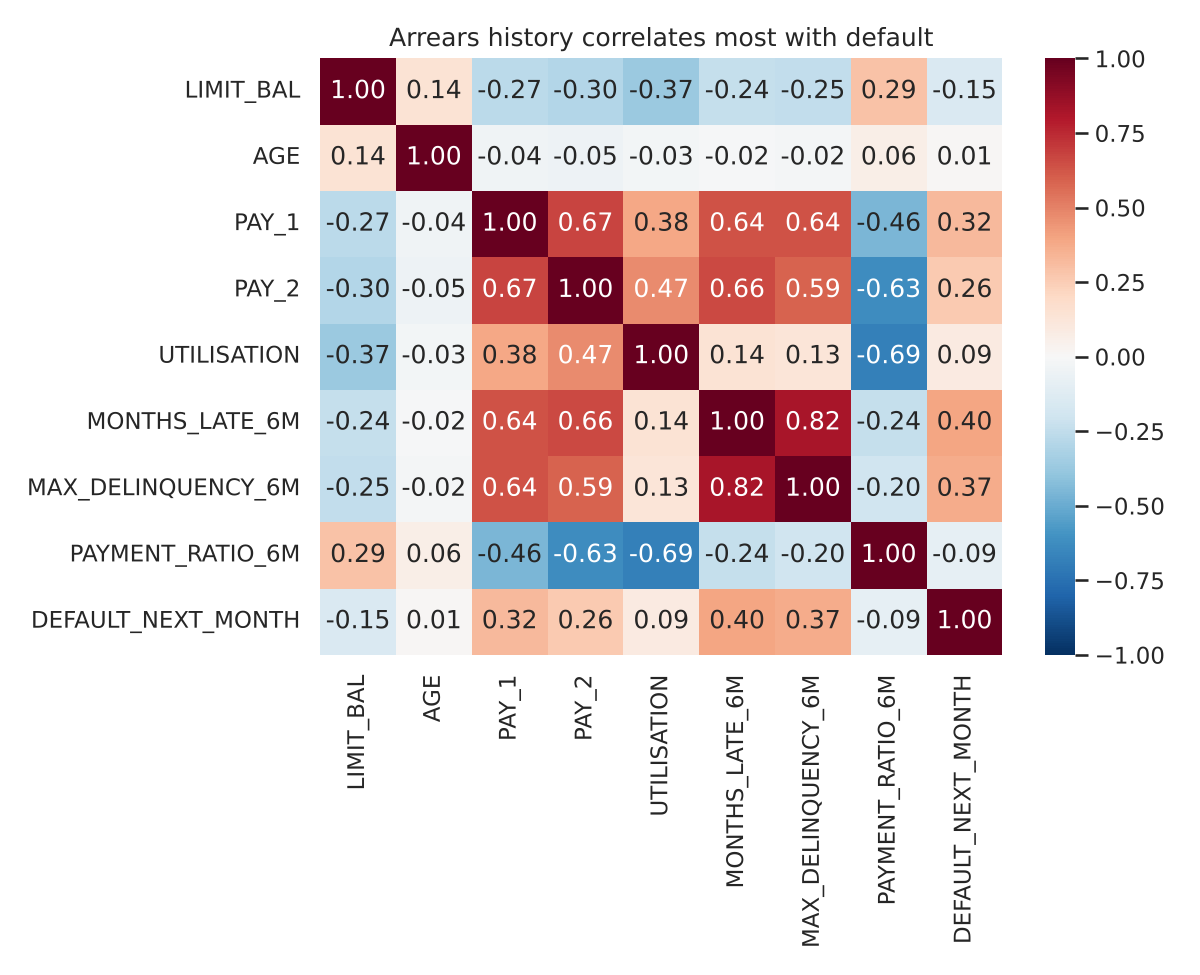 Arrears history correlates most with default
LIMIT_BAL 1.00 0.14 -0.27 -0.30 -0.37 -0.24 -0.25 0.29 -0.15
AGE 0.14 1.00 -0.04 -0.05 -0.03 -0.02 -0.02 0.06 0.01
PAY_1 -0.27 -0.04 1.00 0.67 0.38 0.64 0.64 -0.46 0.32
PAY_2 -0.30 -0.05 0.67 1.00 0.47 0.66 0.59 -0.63 0.26
UTILISATION -0.37 -0.03 0.38 0.47 1.00 0.14 0.13 -0.69 0.09
MONTHS_LATE_6M -0.24 -0.02 0.64 0.66 0.14 1.00 0.82 -0.24 0.40
MAX_DELINQUENCY_6M -0.25 -0.02 0.64 0.59 0.13 0.82 1.00 -0.20 0.37
PAYMENT_RATIO_6M 0.29 0.06 -0.46 -0.63 -0.69 -0.24 -0.20 1.00 -0.09
DEFAULT_NEXT_MONTH -0.15 0.01 0.32 0.26 0.09 0.40 0.37 -0.09 1.00
LIMIT_BAL
AGE
PAY_1
PAY_2
UTILISATION
MONTHS_LATE_6M
MAX_DELINQUENCY_6M
PAYMENT_RATIO_6M
DEFAULT_NEXT_MONTH
1.00
0.75
0.50
0.25
0.00
−0.25
−0.50
−0.75
−1.00